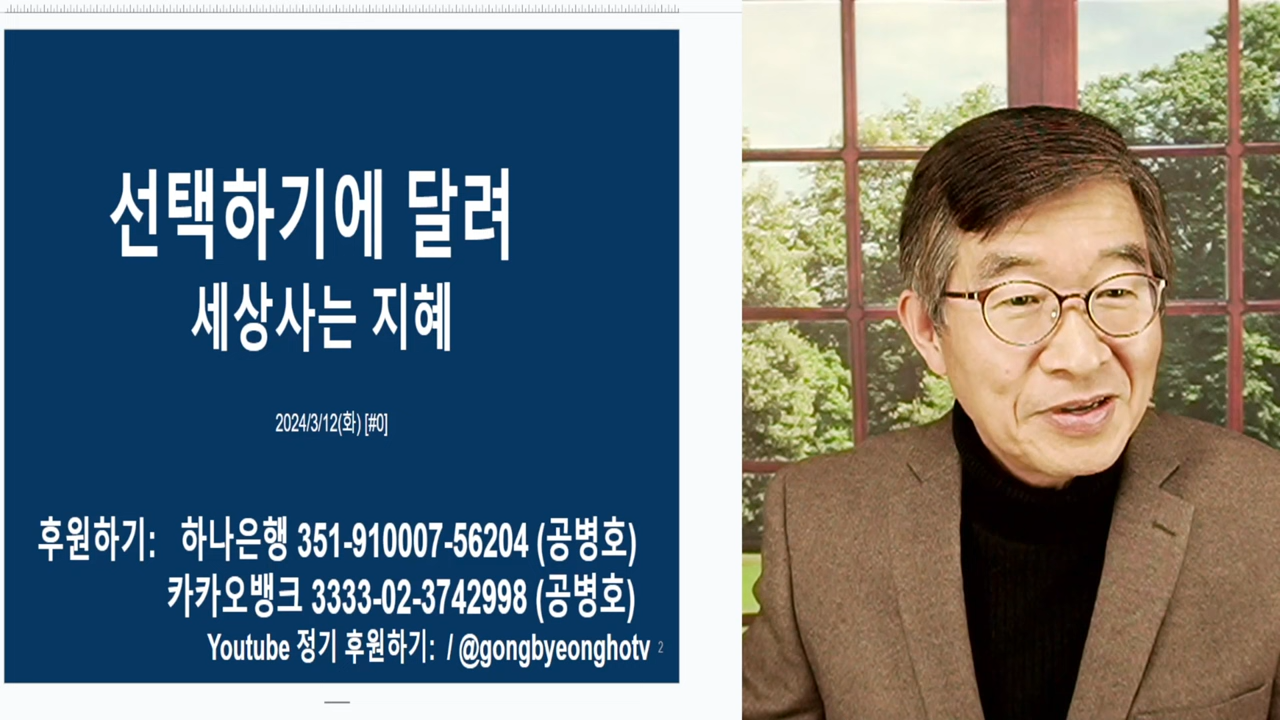 선택하기에 달려
세상사는 지혜
2024/3/12(화) [#0]
후원하기: 하나은행 351-910007-56204 (공병호)
카카오뱅크 3333-02-3742998 (공병호)
Youtube 정기 후원하기: / @gongbyeonghotv
2